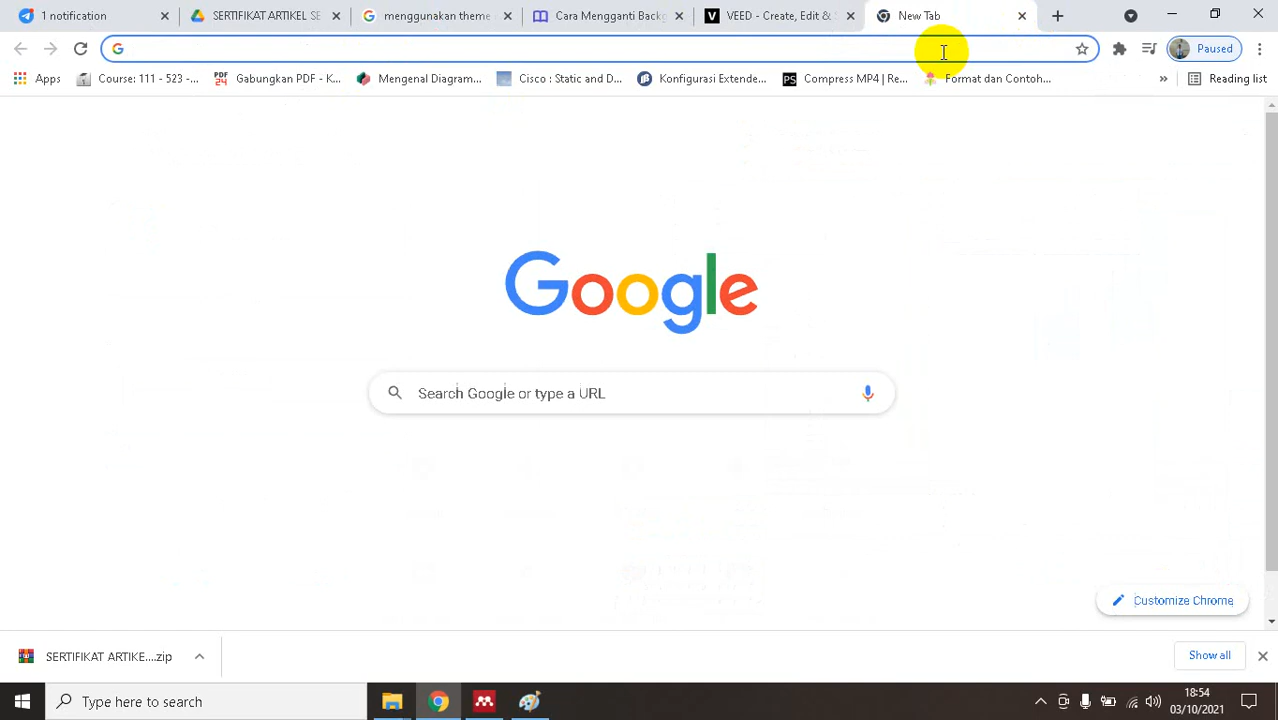 1 notification
SERTIFIKAT ARTIKEL SE
menggunakan theme
Cara Mengganti Backg
VEED - Create, Edit & S
New Tab
Paused
Apps
Course: 111 - 523 -...
Gabungkan PDF - K...
Mengenal Diagram...
Cisco : Static and D...
Konfigurasi Extende...
Compress MP4 | Re...
Format dan Contoh...
»
Reading list
Google
Search Google or type a URL
Customize Chrome
SERTIFIKAT ARTIKE....zip
Show all
Type here to search
18:54
03/10/2021